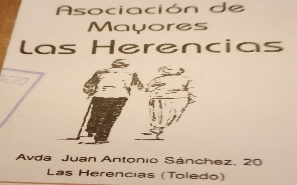 Asociación de
Mayores
Las Herencias
Avda Juan Antonio Sánchez, 20
Las Herencias (Toledo)